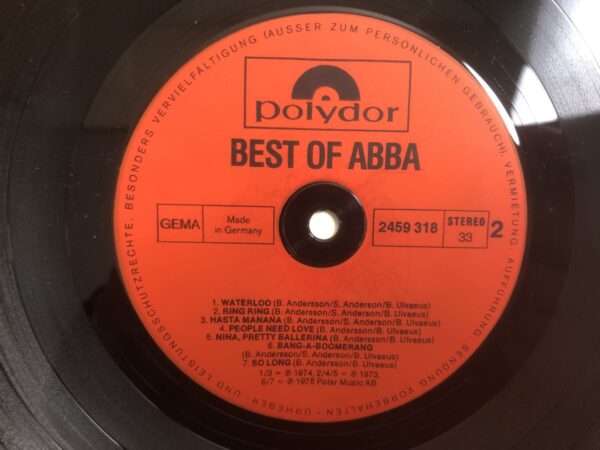 polydor
BEST OF ABBA
GEMA
Made
in Germany
2459 318
STEREO
33
2
1. WATERLOO (B. Andersson/S. Anderson/B. Ulvaeus)
2. RING RING (B. Andersson/S. Anderson/B. Ulvaeus)
3. HASTA MANANA (B. Andersson/S. Anderson/B. Ulvaeus)
4. PEOPLE NEED LOVE (B. Andersson/B. Ulvaeus)
5. NINA, PRETTY BALLERINA (B. Andersson/B. Ulvaeus)
6. BANG-A-BOOMERANG
(B. Andersson/S. Anderson/B. Ulvaeus)
7. SO LONG (B. Andersson/B. Ulvaeus)
1/3 = ℗ 1974, 2/4/5 = ℗ 1973,
6/7 = ℗ 1975 Polar Music AB.
URHEBER- UND LEISTUNGSSCHUTZRECHTE, BESONDERS VERVIELFÄLTIGUNG (AUSSER ZUM PERSÖNLICHEN GEBRAUCH), VERMIETUNG, AUFFÜHRUNG, SENDUNG VORBEHALTEN •